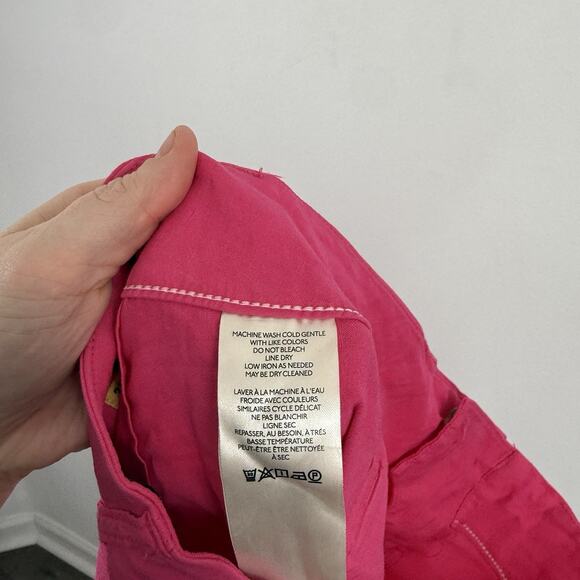 MACHINE WASH COLD GENTLE
WITH LIKE COLORS
DO NOT BLEACH
LINE DRY
LOW IRON AS NEEDED
MAY BE DRY CLEANED
LAVER À LA MACHINE À L'EAU
FROIDE AVEC COULEURS
SIMILAIRES CYCLE DÉLICAT
NE PAS BLANCHIR
LIGNE SEC
REPASSER, AU BESOIN, À TRÉS
BASSE TEMPÉRATURE
PEUT-ÊTRE ÊTRE NETTOYÉE
À SEC